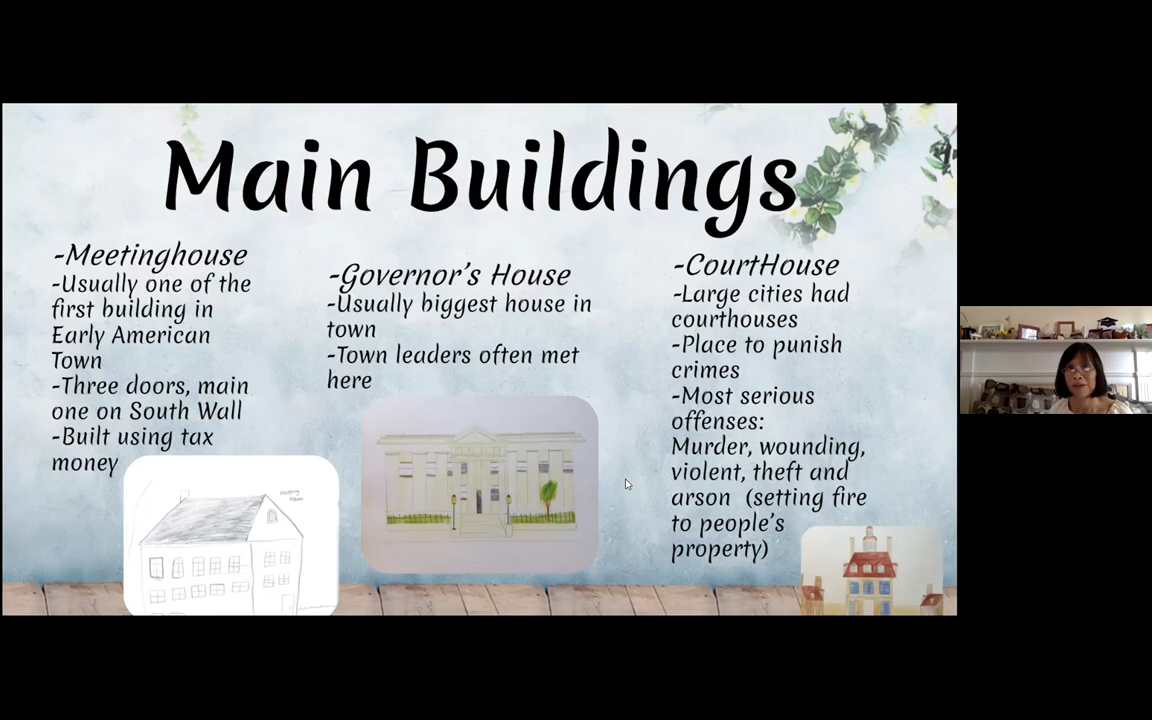 Main Buildings
-Meetinghouse
-Usually one of the
first building in
Early American
Town
-Three doors, main
one on South Wall
-Built using tax
money
Meeting
House
-Governor's House
-Usually biggest house in
town
-Town leaders often met
here
-CourtHouse
-Large cities had
courthouses
-Place to punish
crimes
-Most serious
offenses:
Murder, wounding,
violent, theft and
arson (setting fire
to people's
property)